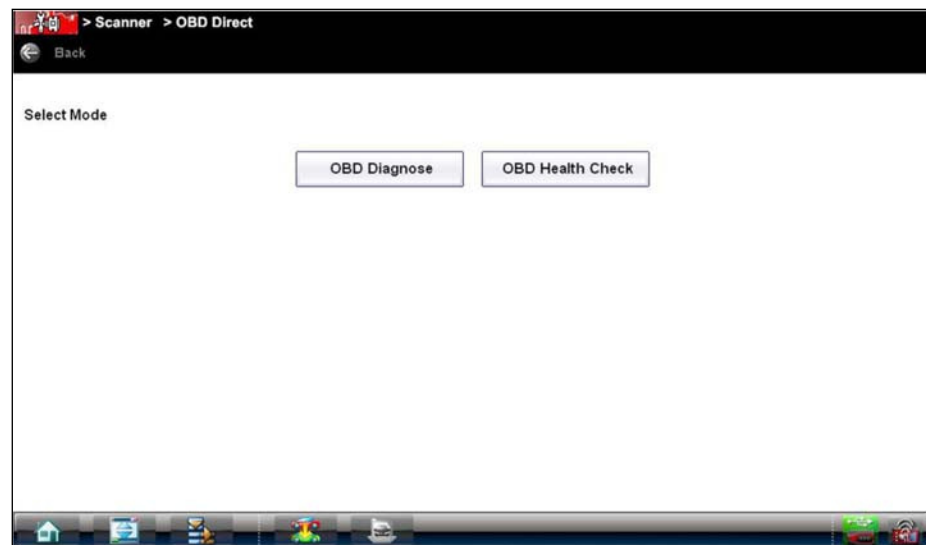 > Scanner > OBD Direct
Back
Select Mode
OBD Diagnose OBD Health Check